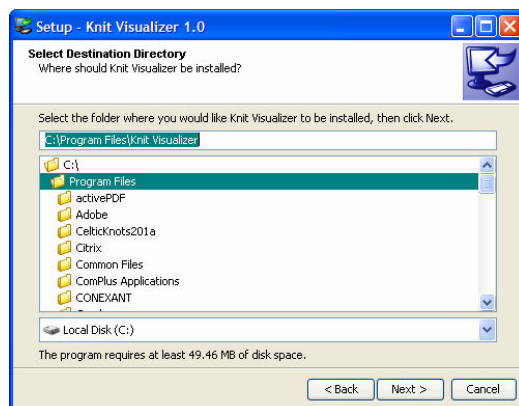 Setup - Knit Visualizer 1.0
Select Destination Directory
Where should Knit Visualizer be installed?
Select the folder where you would like Knit Visualizer to be installed, then click Next.
C:\Program Files\Knit Visualizer
C:\
Program Files
activePDF
Adobe
CelticKnots201a
Citrix
Common Files
ComPlus Applications
CONEXANT
Local Disk (C:)
The program requires at least 49.46 MB of disk space.
< Back Next > Cancel